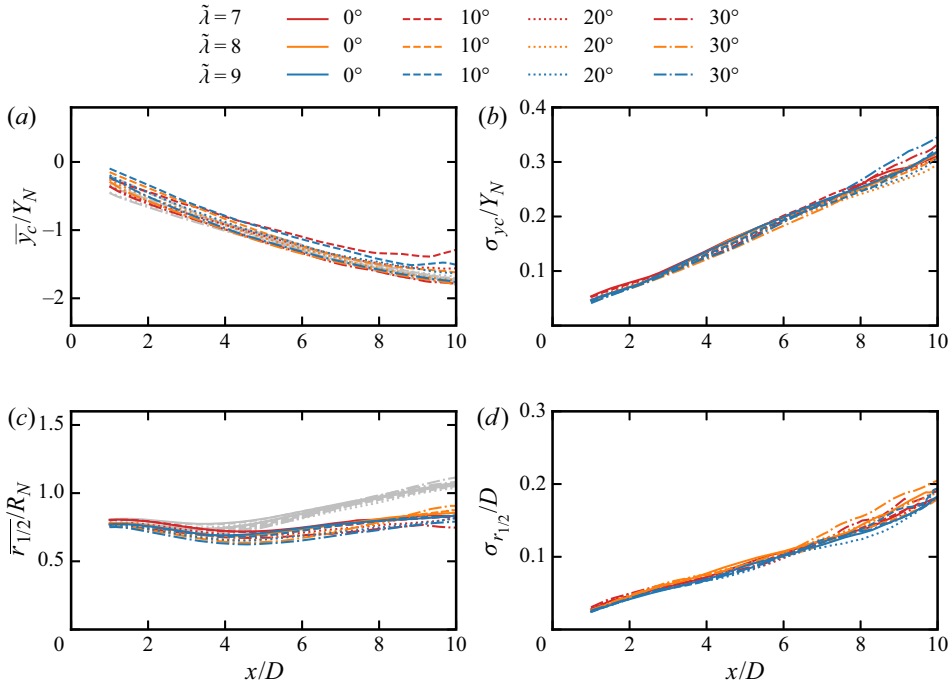 λ̃ = 7 0° 10° 20° 30°
λ̃ = 8 0° 10° 20° 30°
λ̃ = 9 0° 10° 20° 30°
(a)
0
−1
−2
y̅c/YN
0 2 4 6 8 10
(b)
0.4
0.3
0.2
0.1
σyc/YN
0 2 4 6 8 10
(c)
1.5
1.0
0.5
r̅1/2/RN
0 2 4 6 8 10
x/D
(d)
0.3
0.2
0.1
σr1/2/D
0 2 4 6 8 10
x/D